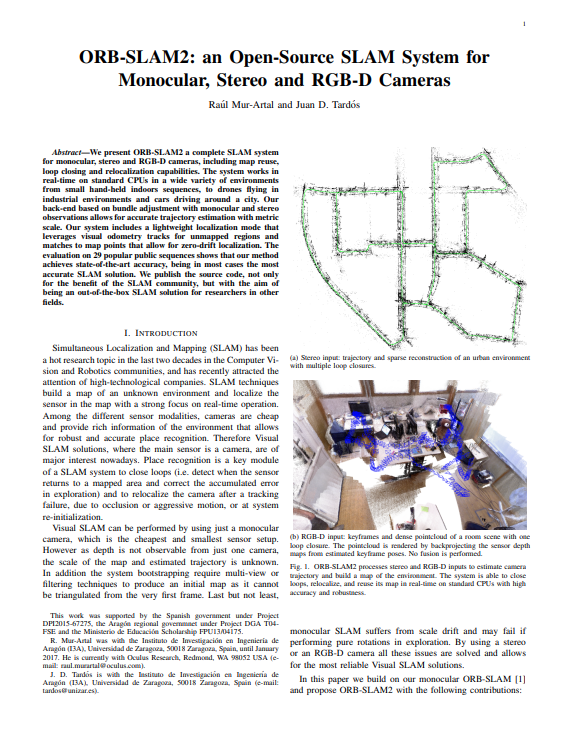 1
ORB-SLAM2: an Open-Source SLAM System for
Monocular, Stereo and RGB-D Cameras
Raúl Mur-Artal and Juan D. Tardós
Abstract—We present ORB-SLAM2 a complete SLAM system
for monocular, stereo and RGB-D cameras, including map reuse,
loop closing and relocalization capabilities. The system works in
real-time on standard CPUs in a wide variety of environments
from small hand-held indoors sequences, to drones flying in
industrial environments and cars driving around a city. Our
back-end based on bundle adjustment with monocular and stereo
observations allows for accurate trajectory estimation with metric
scale. Our system includes a lightweight localization mode that
leverages visual odometry tracks for unmapped regions and
matches to map points that allow for zero-drift localization. The
evaluation on 29 popular public sequences shows that our method
achieves state-of-the-art accuracy, being in most cases the most
accurate SLAM solution. We publish the source code, not only
for the benefit of the SLAM community, but with the aim of
being an out-of-the-box SLAM solution for researchers in other
fields.
I. Introduction
Simultaneous Localization and Mapping (SLAM) has been
a hot research topic in the last two decades in the Computer Vi-
sion and Robotics communities, and has recently attracted the
attention of high-technological companies. SLAM techniques
build a map of an unknown environment and localize the
sensor in the map with a strong focus on real-time operation.
Among the different sensor modalities, cameras are cheap
and provide rich information of the environment that allows
for robust and accurate place recognition. Therefore Visual
SLAM solutions, where the main sensor is a camera, are of
major interest nowadays. Place recognition is a key module
of a SLAM system to close loops (i.e. detect when the sensor
returns to a mapped area and correct the accumulated error
in exploration) and to relocalize the camera after a tracking
failure, due to occlusion or aggressive motion, or at system
re-initialization.
Visual SLAM can be performed by using just a monocular
camera, which is the cheapest and smallest sensor setup.
However as depth is not observable from just one camera,
the scale of the map and estimated trajectory is unknown.
In addition the system bootstrapping require multi-view or
filtering techniques to produce an initial map as it cannot
be triangulated from the very first frame. Last but not least,
This work was supported by the Spanish government under Project
DPI2015-67275, the Aragón regional governmnet under Project DGA T04-
FSE and the Ministerio de Educación Scholarship FPU13/04175.
R. Mur-Artal was with the Instituto de Investigación en Ingeniería de
Aragón (I3A), Universidad de Zaragoza, 50018 Zaragoza, Spain, until January
2017. He is currently with Oculus Research, Redmond, WA 98052 USA (e-
mail: raul.murartal@oculus.com).
J. D. Tardós is with the Instituto de Investigación en Ingeniería de
Aragón (I3A), Universidad de Zaragoza, 50018 Zaragoza, Spain (e-mail:
tardos@unizar.es).
(a) Stereo input: trajectory and sparse reconstruction of an urban environment
with multiple loop closures.
(b) RGB-D input: keyframes and dense pointcloud of a room scene with one
loop closure. The pointcloud is rendered by backprojecting the sensor depth
maps from estimated keyframe poses. No fusion is performed.
Fig. 1. ORB-SLAM2 processes stereo and RGB-D inputs to estimate camera
trajectory and build a map of the environment. The system is able to close
loops, relocalize, and reuse its map in real-time on standard CPUs with high
accuracy and robustness.
monocular SLAM suffers from scale drift and may fail if
performing pure rotations in exploration. By using a stereo
or an RGB-D camera all these issues are solved and allows
for the most reliable Visual SLAM solutions.
In this paper we build on our monocular ORB-SLAM [1]
and propose ORB-SLAM2 with the following contributions: